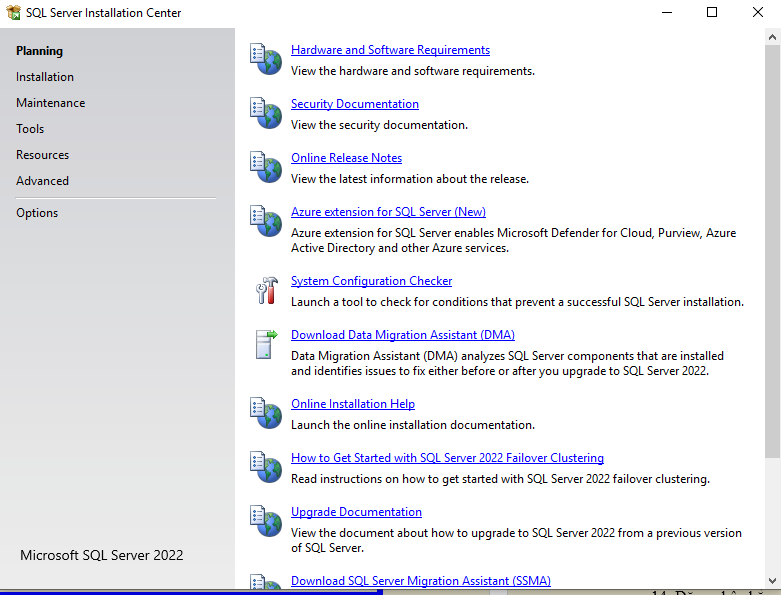 SQL Server Installation Center
Planning
Installation
Maintenance
Tools
Resources
Advanced
Options
Microsoft SQL Server 2022
Hardware and Software Requirements
View the hardware and software requirements.
Security Documentation
View the security documentation.
Online Release Notes
View the latest information about the release.
Azure extension for SQL Server (New)
Azure extension for SQL Server enables Microsoft Defender for Cloud, Purview, Azure
Active Directory and other Azure services.
System Configuration Checker
Launch a tool to check for conditions that prevent a successful SQL Server installation.
Download Data Migration Assistant (DMA)
Data Migration Assistant (DMA) analyzes SQL Server components that are installed
and identifies issues to fix either before or after you upgrade to SQL Server 2022.
Online Installation Help
Launch the online installation documentation.
How to Get Started with SQL Server 2022 Failover Clustering
Read instructions on how to get started with SQL Server 2022 failover clustering.
Upgrade Documentation
View the document about how to upgrade to SQL Server 2022 from a previous version
of SQL Server.
Download SQL Server Migration Assistant (SSMA)